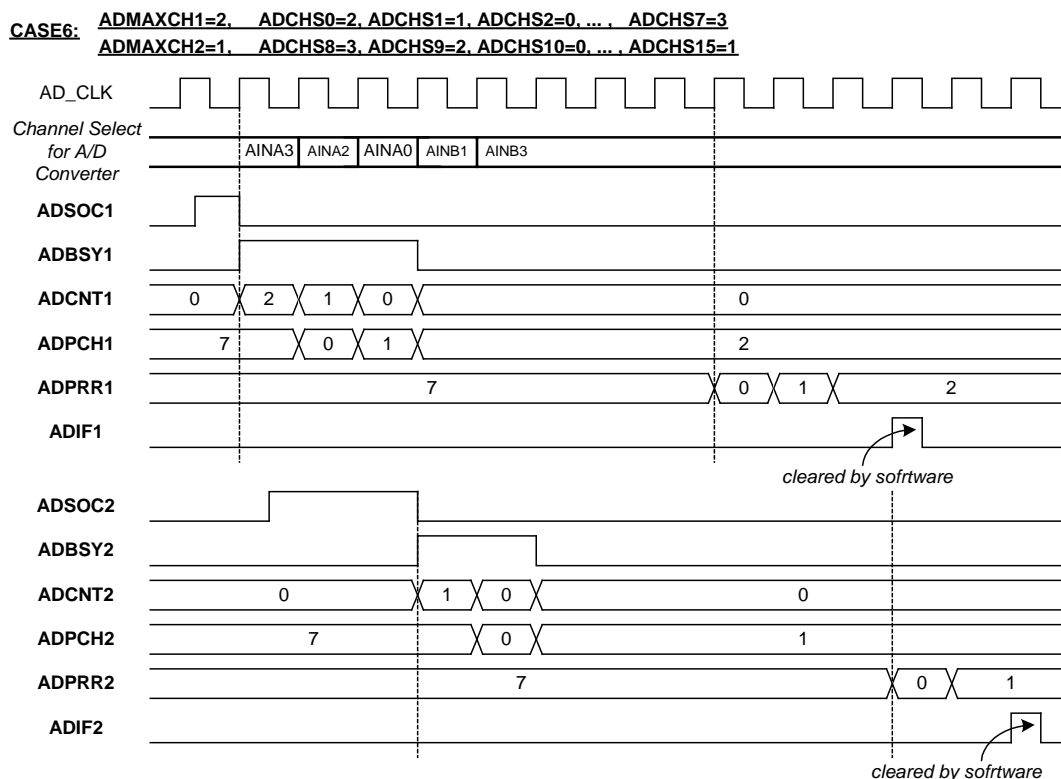 CASE6: ADMAXCH1=2, ADCHS0=2, ADCHS1=1, ADCHS2=0, ... , ADCHS7=3
ADMAXCH2=1, ADCHS8=3, ADCHS9=2, ADCHS10=0, ... , ADCHS15=1
AD_CLK
Channel Select
for A/D
Converter
AINA3 AINA2 AINA0 AINB1 AINB3
ADSOC1
ADBSY1
ADCNT1 0 2 1 0 0
ADPCH1 7 0 1 2
ADPRR1 7 0 1 2
ADIF1
cleared by sofrtware
ADSOC2
ADBSY2
ADCNT2 0 1 0 0
ADPCH2 7 0 1
ADPRR2 7 0 1
ADIF2
cleared by sofrtware